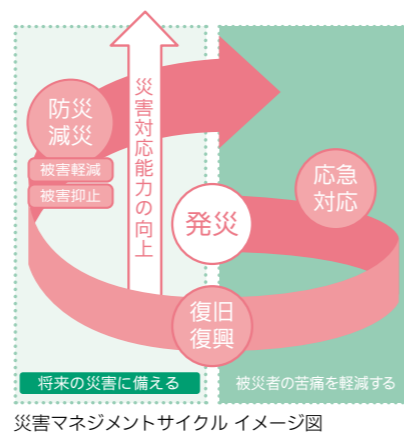 災害対応能力の向上
防災
減災
被害軽減
被害抑止
発災
応急
対応
復旧
復興
将来の災害に備える
被災者の苦痛を軽減する
災害マネジメントサイクル イメージ図